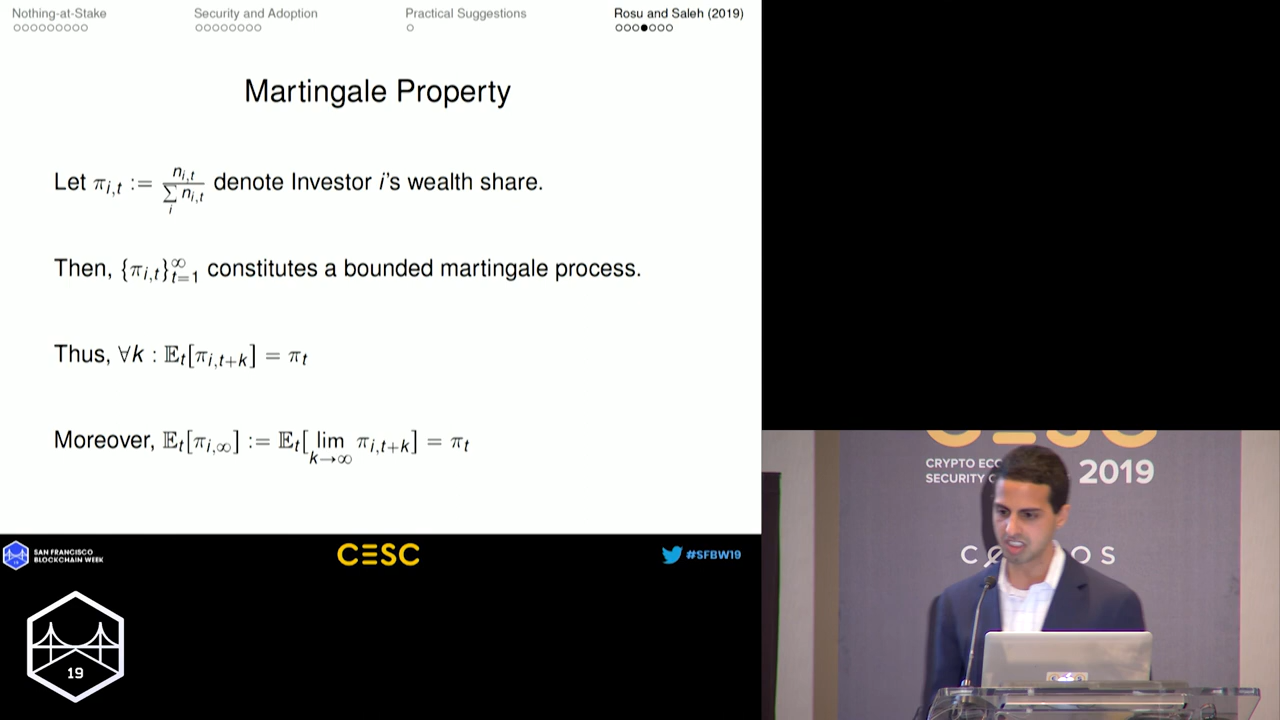 Nothing-at-Stake
Security and Adoption
Practical Suggestions
Rosu and Saleh (2019)
Martingale Property
Let π_{i,t} := n_{i,t} / ∑_i n_{i,t} denote Investor i's wealth share.
Then, {π_{i,t}}_{t=1}^∞ constitutes a bounded martingale process.
Thus, ∀k : 𝔼_t[π_{i,t+k}] = π_t
Moreover, 𝔼_t[π_{i,∞}] := 𝔼_t[lim_{k→∞} π_{i,t+k}] = π_t
SAN FRANCISCO
BLOCKCHAIN WEEK
CESC
#SFBW19
19
CESC
CRYPTO ECO
SECURITY C
2019
C OS